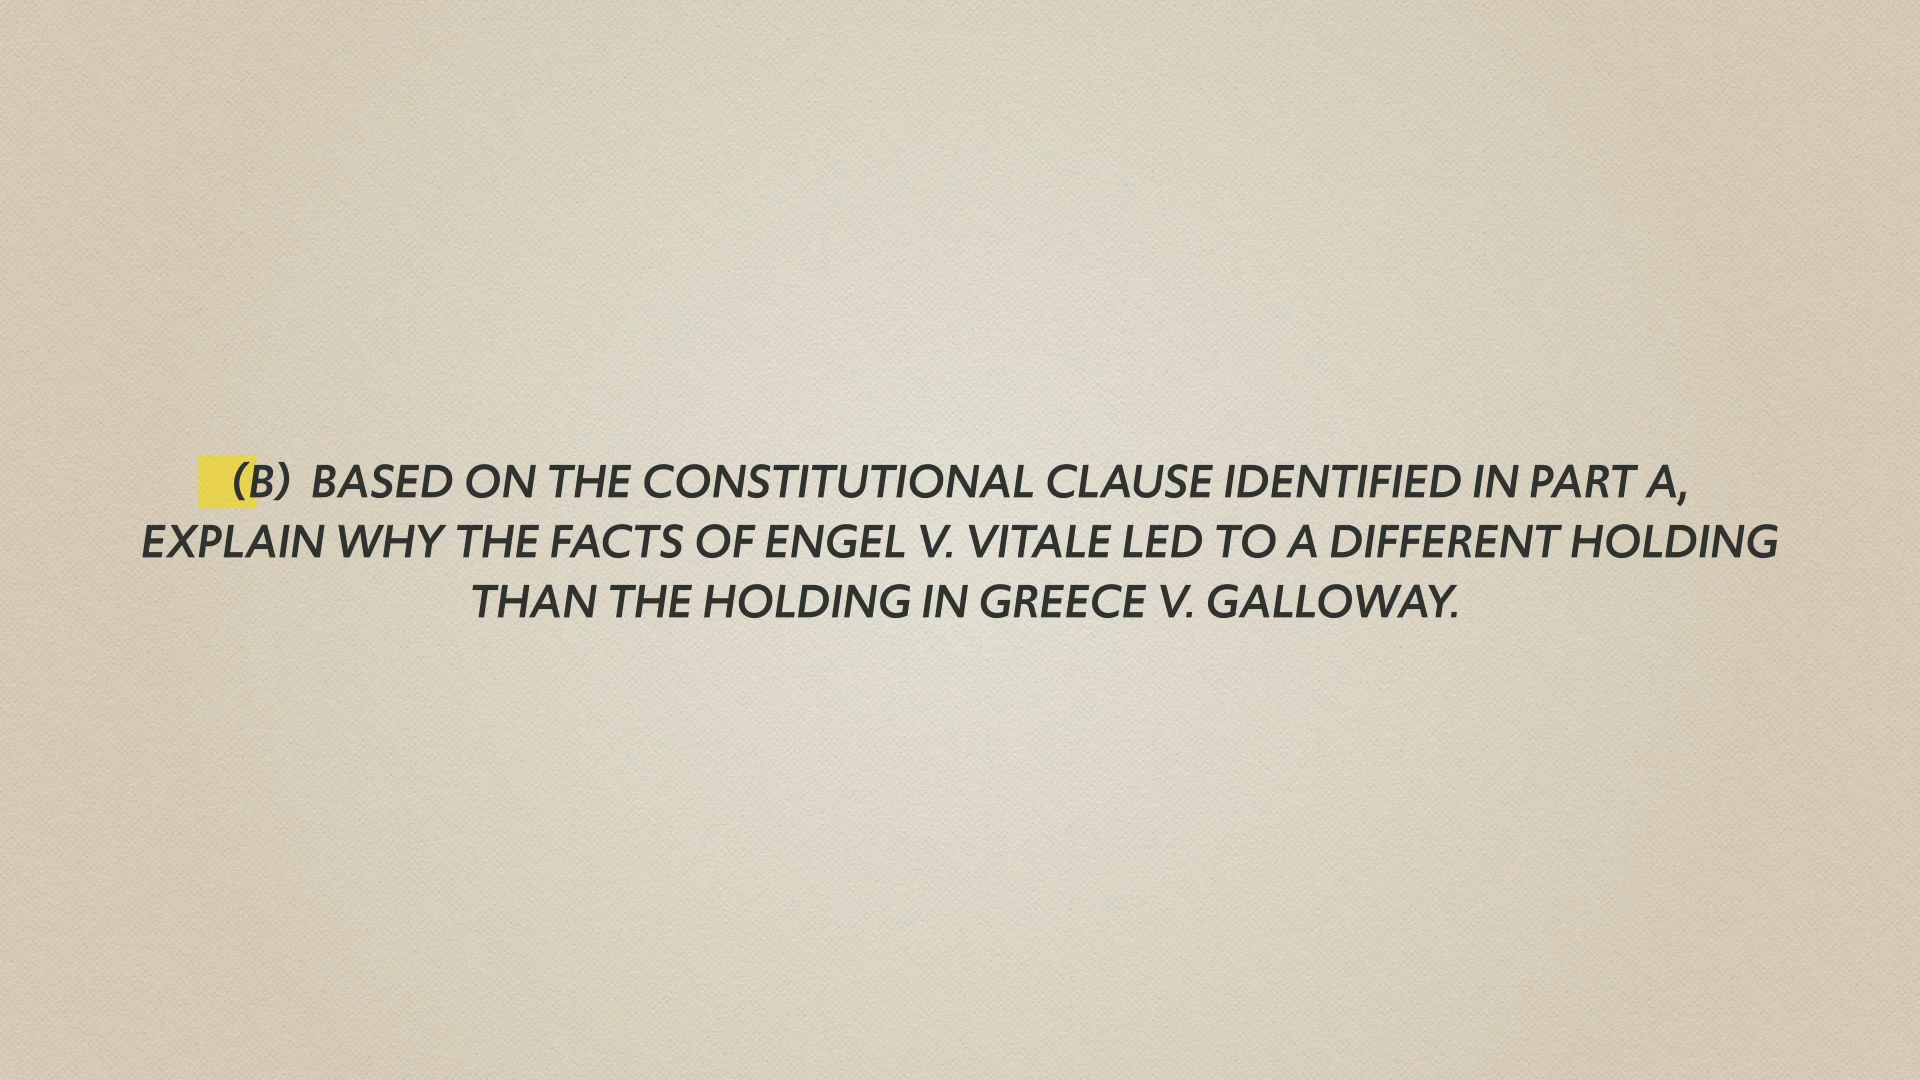 (B)  BASED ON THE CONSTITUTIONAL CLAUSE IDENTIFIED IN PART A,
EXPLAIN WHY THE FACTS OF ENGEL V. VITALE LED TO A DIFFERENT HOLDING
THAN THE HOLDING IN GREECE V. GALLOWAY.